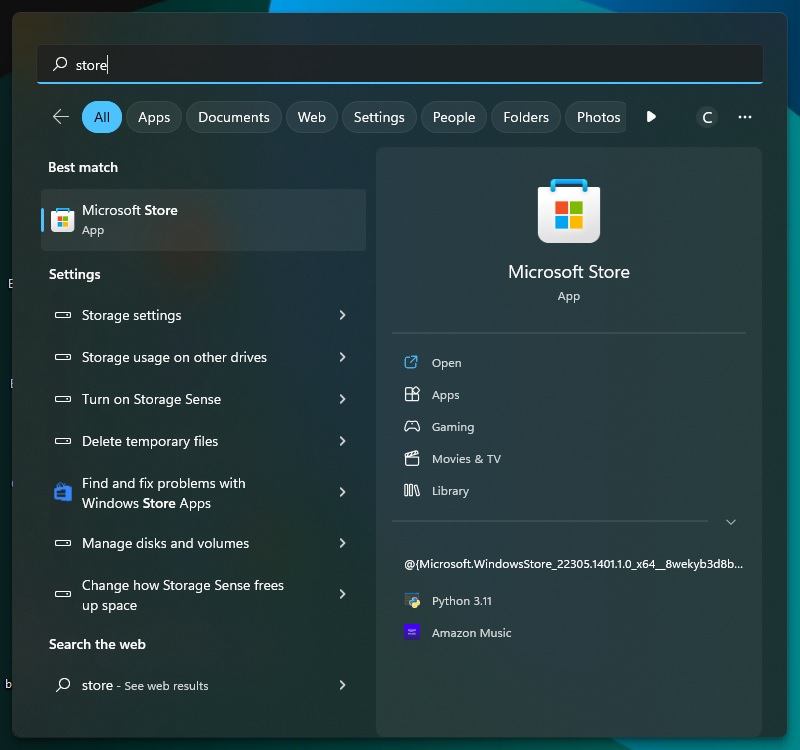 store
All
Apps
Documents
Web
Settings
People
Folders
Photos
C
Best match
Microsoft Store
App
Settings
Storage settings
Storage usage on other drives
Turn on Storage Sense
Delete temporary files
Find and fix problems with
Windows Store Apps
Manage disks and volumes
Change how Storage Sense frees
up space
Search the web
store - See web results
Microsoft Store
App
Open
Apps
Gaming
Movies & TV
Library
@{Microsoft.WindowsStore_22305.1401.1.0_x64__8wekyb3d8b...
Python 3.11
Amazon Music